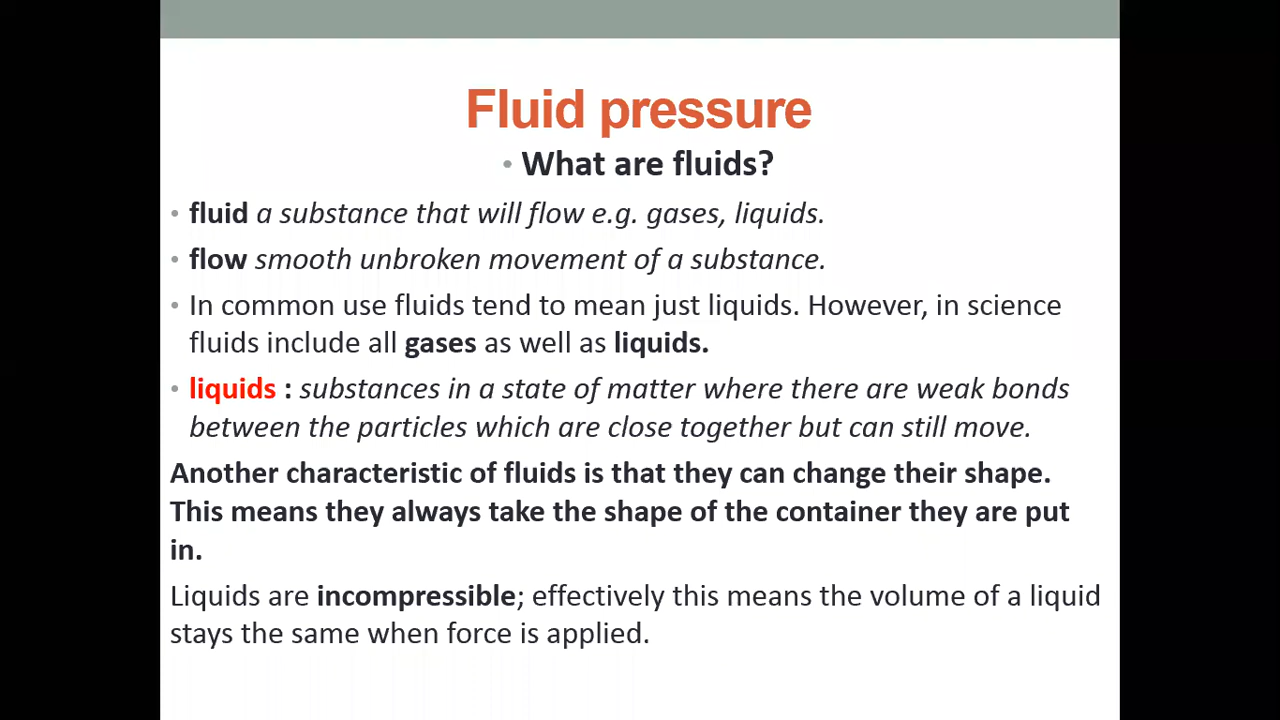 Fluid pressure
• What are fluids?
• fluid a substance that will flow e.g. gases, liquids.
• flow smooth unbroken movement of a substance.
• In common use fluids tend to mean just liquids. However, in science
fluids include all gases as well as liquids.
• liquids : substances in a state of matter where there are weak bonds
between the particles which are close together but can still move.
Another characteristic of fluids is that they can change their shape.
This means they always take the shape of the container they are put
in.
Liquids are incompressible; effectively this means the volume of a liquid
stays the same when force is applied.